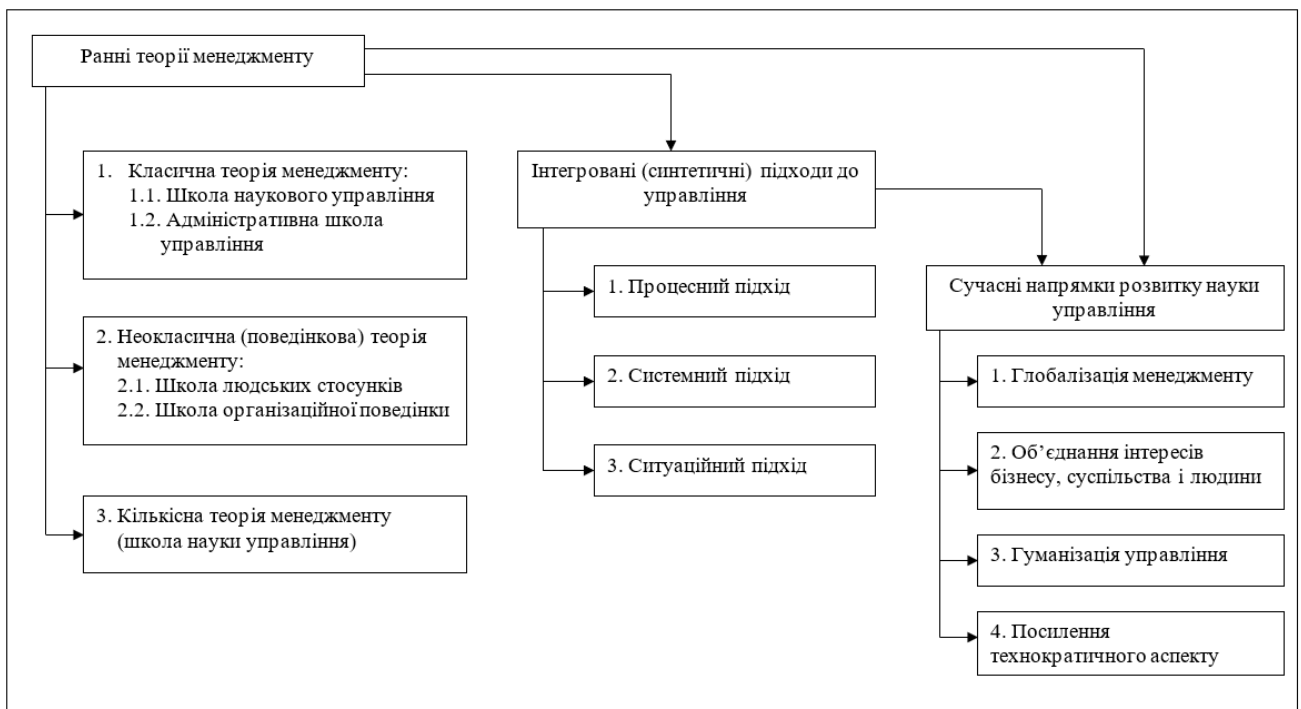 Ранні теорії менеджменту
1. Класична теорія менеджменту:
1.1. Школа наукового управління
1.2. Адміністративна школа
управління
2. Неокласична (поведінкова) теорія
менеджменту:
2.1. Школа людських стосунків
2.2. Школа організаційної поведінки
3. Кількісна теорія менеджменту
(школа науки управління)
Інтегровані (синтетичні) підходи до
управління
1. Процесний підхід
2. Системний підхід
3. Ситуаційний підхід
Сучасні напрямки розвитку науки
управління
1. Глобалізація менеджменту
2. Об’єднання інтересів
бізнесу, суспільства і людини
3. Гуманізація управління
4. Посилення
технократичного аспекту